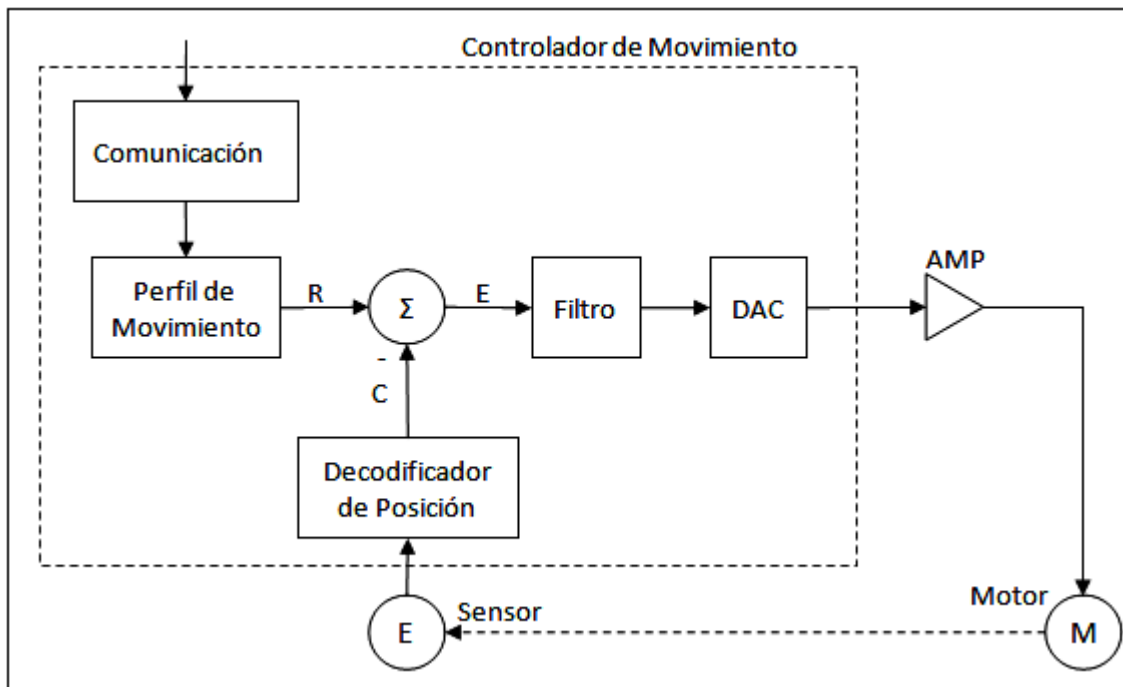 Controlador de Movimiento
Comunicación
Perfil de
Movimiento
R
Σ
E
Filtro
DAC
AMP
-
C
Decodificador
de Posición
E
Sensor
Motor
M